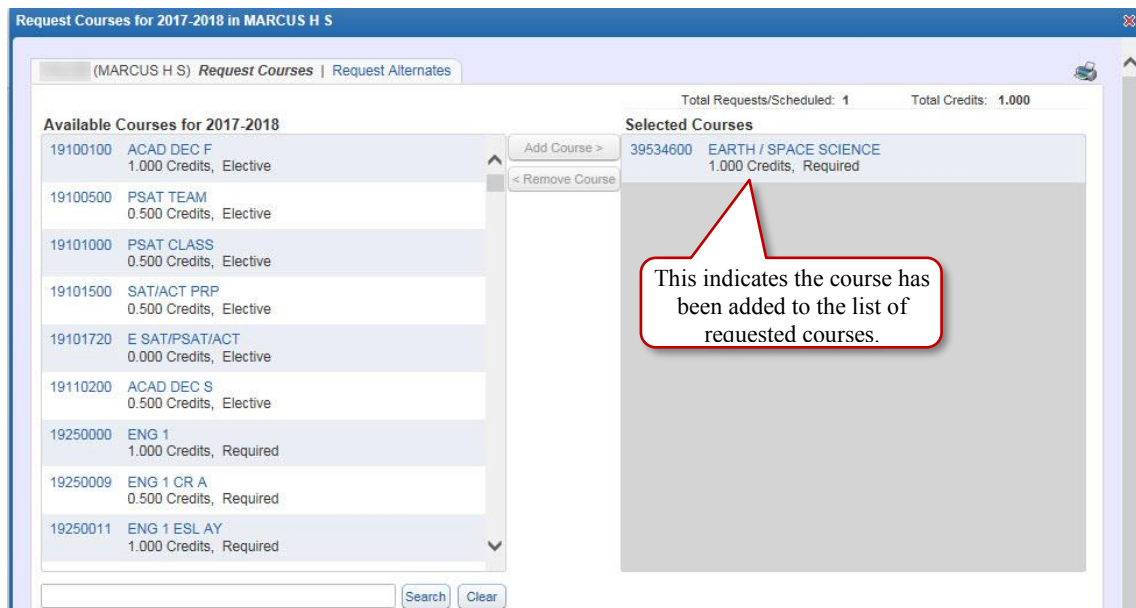 Request Courses for 2017-2018 in MARCUS H S
(MARCUS H S) Request Courses | Request Alternates
Total Requests/Scheduled: 1 Total Credits: 1.000
Available Courses for 2017-2018
Selected Courses
19100100 ACAD DEC F
1.000 Credits, Elective
19100500 PSAT TEAM
0.500 Credits, Elective
19101000 PSAT CLASS
0.500 Credits, Elective
19101500 SAT/ACT PRP
0.500 Credits, Elective
19101720 E SAT/PSAT/ACT
0.000 Credits, Elective
19110200 ACAD DEC S
0.500 Credits, Elective
19250000 ENG 1
1.000 Credits, Required
19250009 ENG 1 CR A
0.500 Credits, Required
19250011 ENG 1 ESL AY
1.000 Credits, Required
Add Course >
< Remove Course
39534600 EARTH / SPACE SCIENCE
1.000 Credits, Required
This indicates the course has
been added to the list of
requested courses.
Search Clear